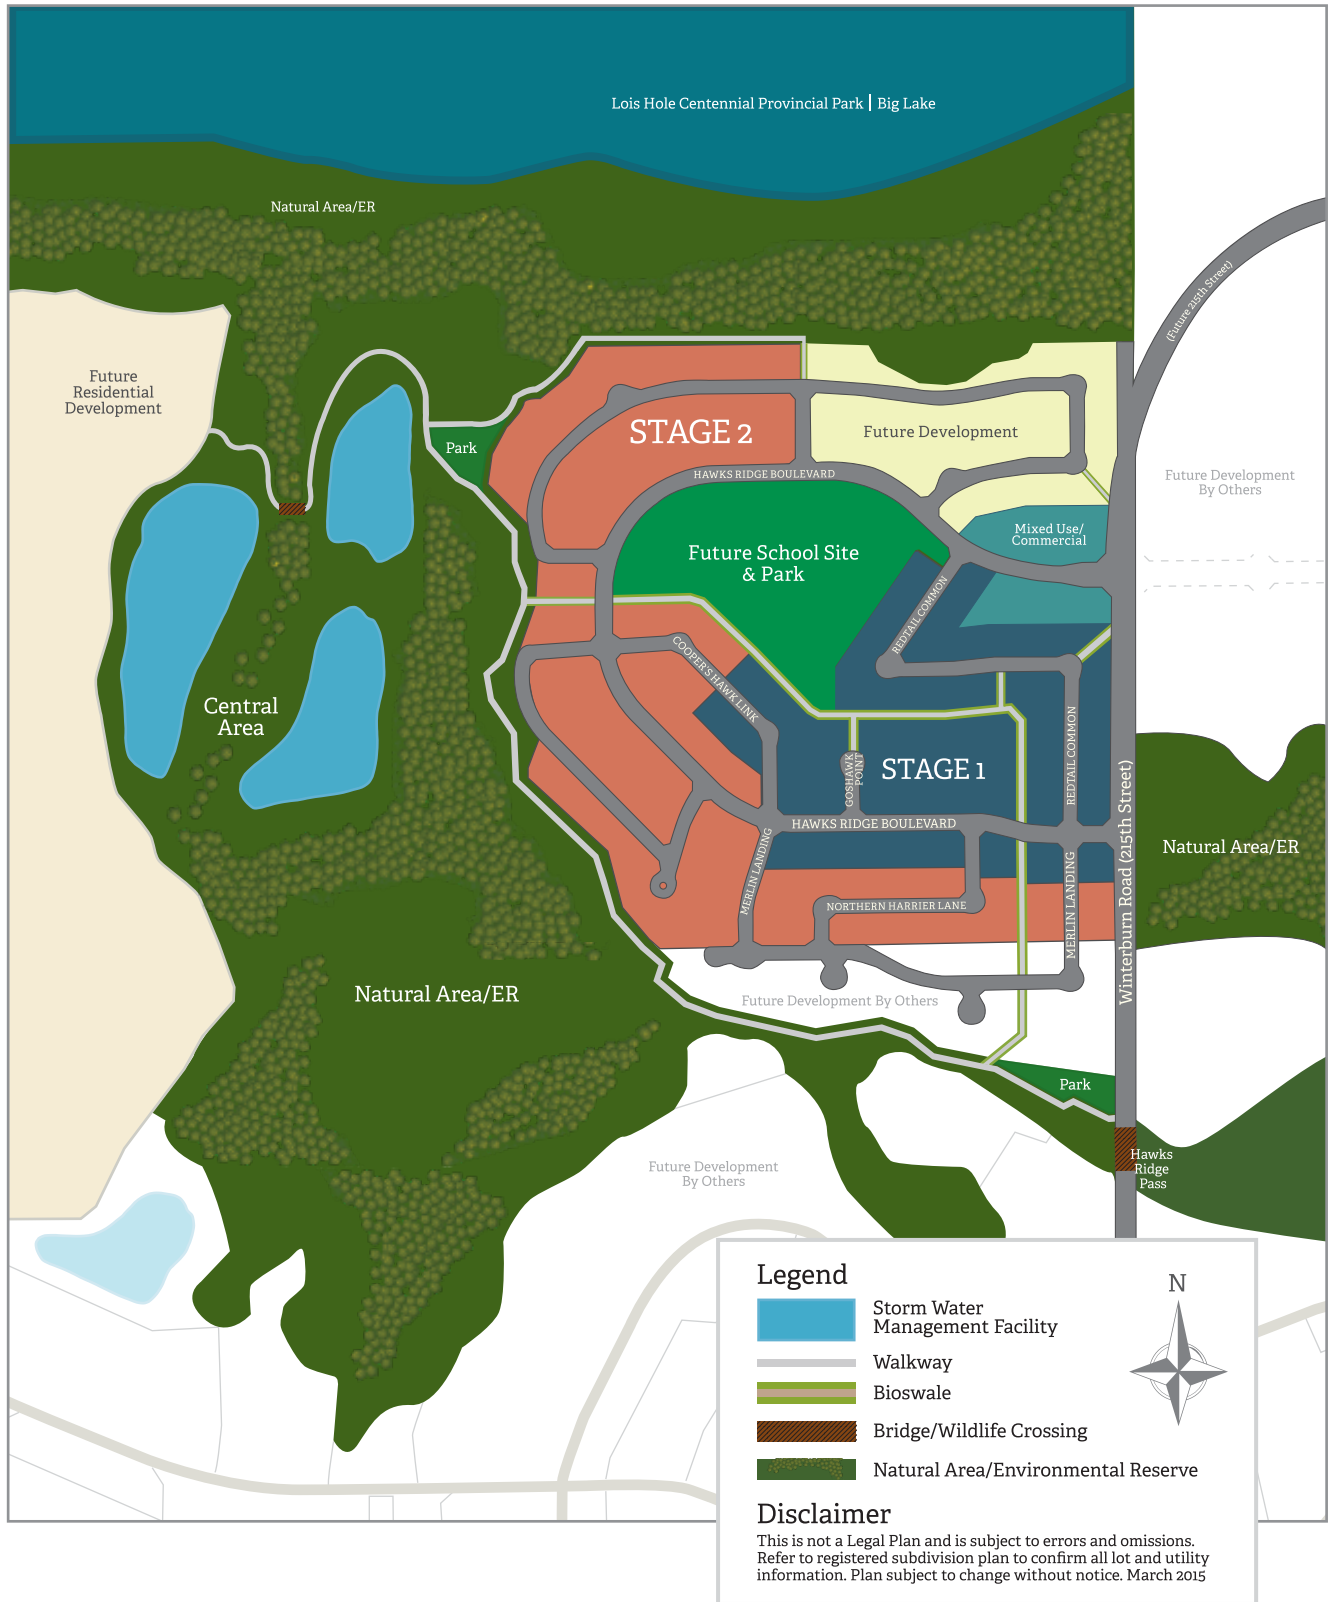 Lois Hole Centennial Provincial Park | Big Lake
Natural Area/ER
(Future 215th Street)
Future
Residential
Development
Park
STAGE 2
Future Development
HAWKS RIDGE BOULEVARD
Future Development
By Others
Mixed Use/
Commercial
Future School Site
& Park
REDTAIL COMMON
COOPER'S HAWK LINK
Central
Area
REDTAIL COMMON
GOSHAWK
POINT
STAGE 1
HAWKS RIDGE BOULEVARD
Winterburn Road (215th Street)
Natural Area/ER
MERLIN LANDING
MERLIN LANDING
NORTHERN HARRIER LANE
Natural Area/ER
Future Development By Others
Park
Hawks
Ridge
Pass
Future Development
By Others
Legend
N
Storm Water
Management Facility
Walkway
Bioswale
Bridge/Wildlife Crossing
Natural Area/Environmental Reserve
Disclaimer
This is not a Legal Plan and is subject to errors and omissions.
Refer to registered subdivision plan to confirm all lot and utility
information. Plan subject to change without notice. March 2015